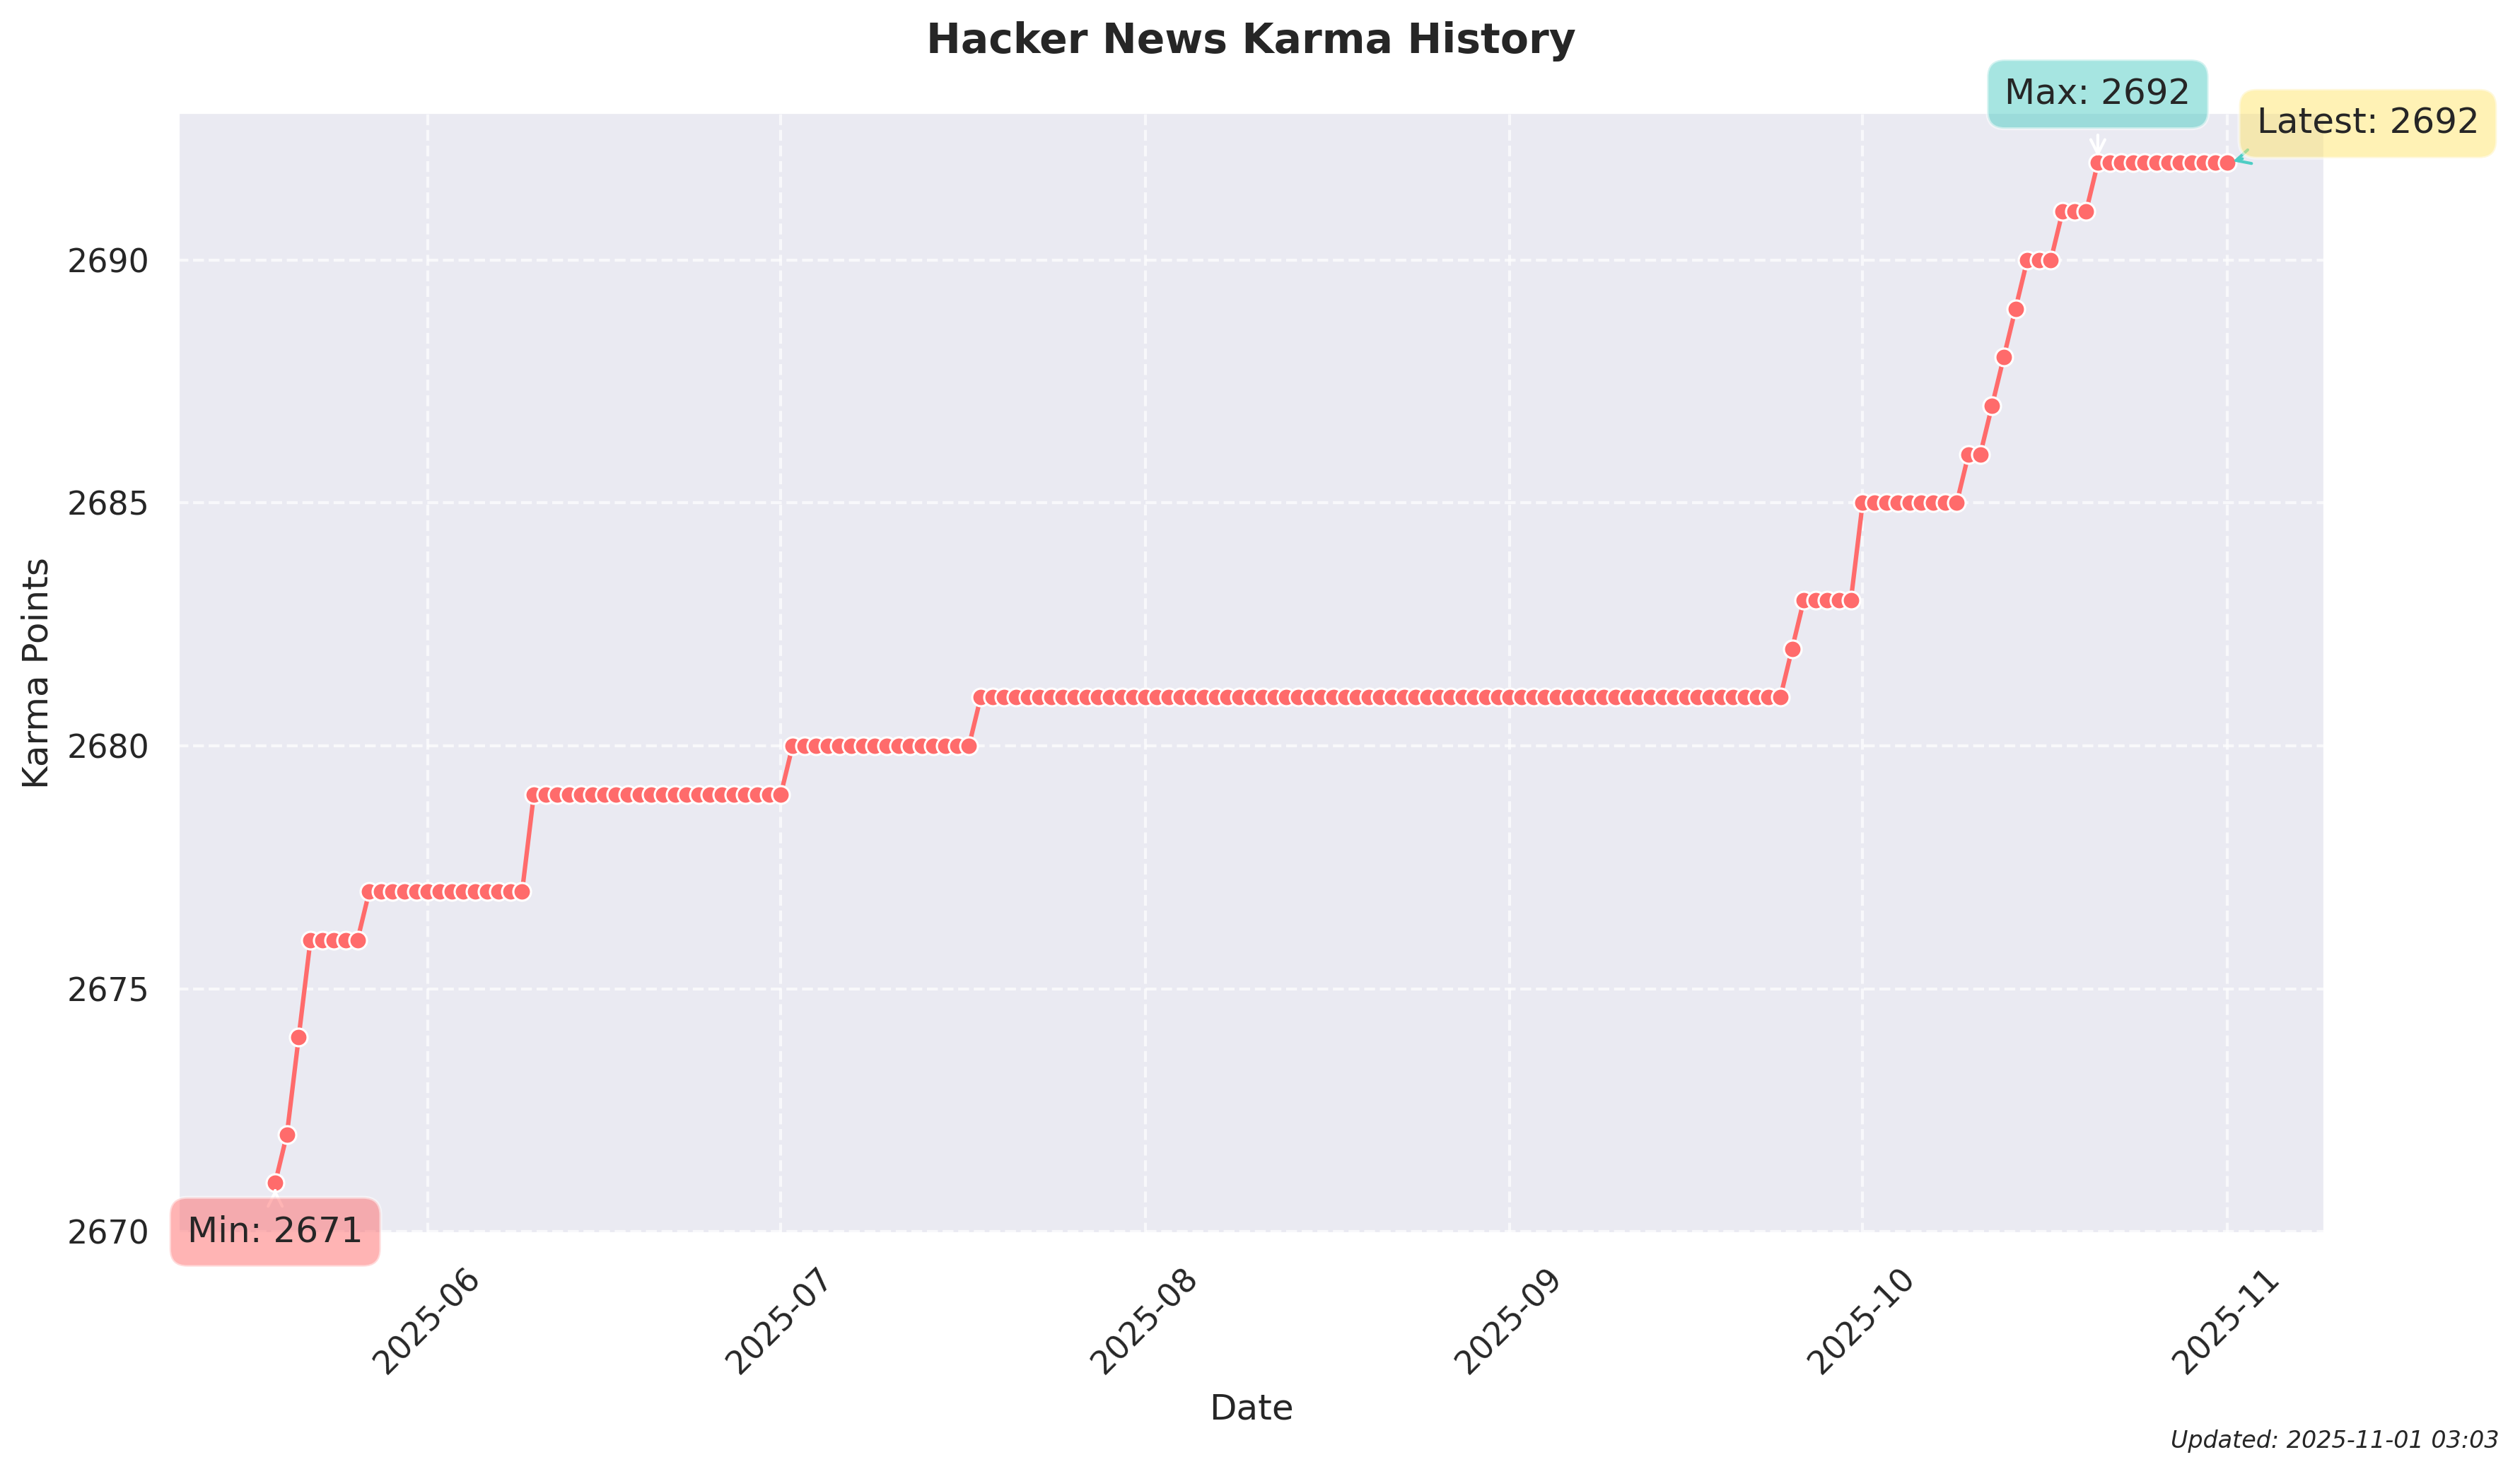 Hacker News Karma History
Max: 2692
Latest: 2692
2690
2685
2680
2675
2670
Karma Points
Min: 2671
2025-06
2025-07
2025-08
2025-09
2025-10
2025-11
Date
Updated: 2025-11-01 03:03